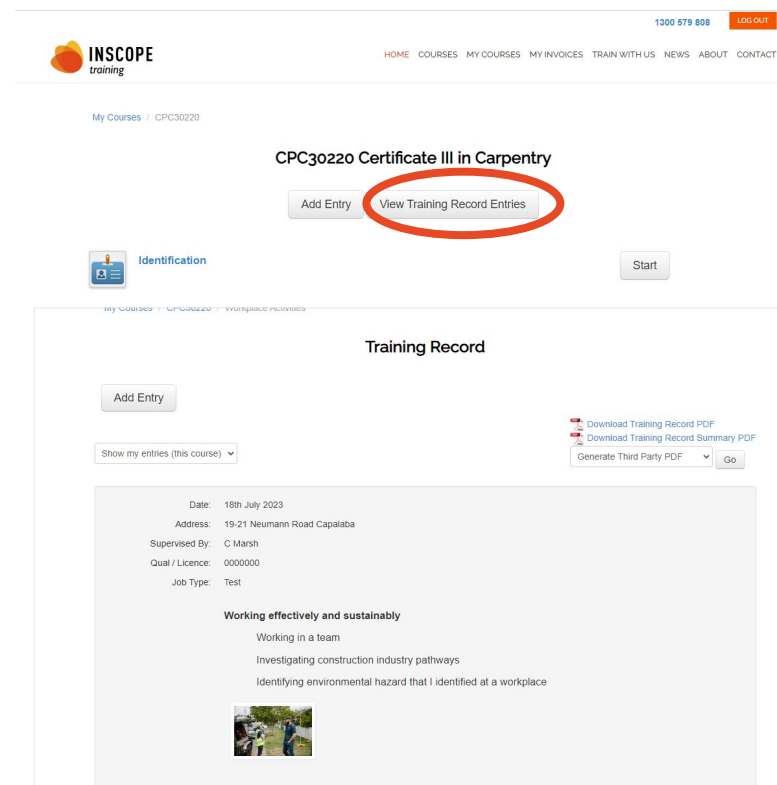 1300 579 808 LOG OUT
INSCOPE
training
HOME COURSES MY COURSES MY INVOICES TRAIN WITH US NEWS ABOUT CONTACT
My Courses / CPC30220
CPC30220 Certificate III in Carpentry
Add Entry View Training Record Entries
Identification Start
My Courses / CPC30220 / Workplace Activities
Training Record
Add Entry
Download Training Record PDF
Download Training Record Summary PDF
Show my entries (this course) Generate Third Party PDF Go
Date: 18th July 2023
Address: 19-21 Neumann Road Capalaba
Supervised By: C Marsh
Qual / Licence: 0000000
Job Type: Test
Working effectively and sustainably
Working in a team
Investigating construction industry pathways
Identifying environmental hazard that I identified at a workplace